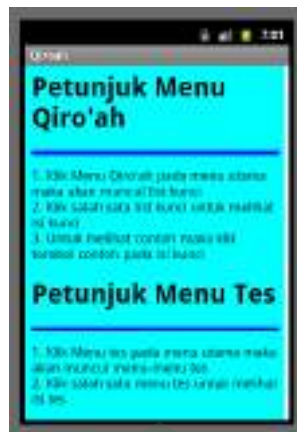 7:01
Qiroah
Petunjuk Menu
Qiro'ah
1. Klik Menu Qiro'ah pada menu utama
maka akan muncul list kunci
2. Klik salah satu list kunci untuk melihat
isi kunci
3. Untuk melihat contoh maka klik
tombol contoh pada isi kunci
Petunjuk Menu Tes
1. Klik Menu tes pada menu utama maka
akan muncul menu-menu tes
2. Klik salah satu menu tes untuk melihat
isi tes